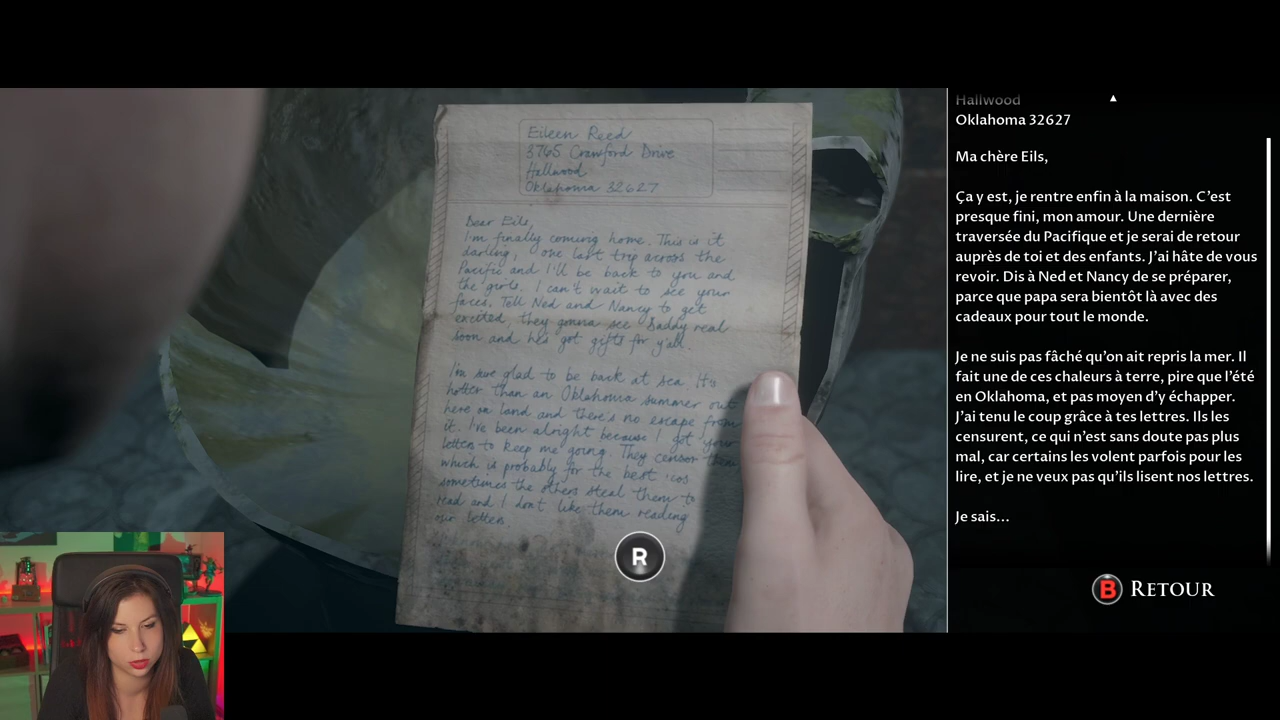 Eileen Reed
3765 Crawford Drive
Hallwood
Oklahoma 32627
Dear Eils,
I'm finally coming home. This is it
darling, one last trip across the
Pacific and I'll be back to you and
the girls. I can't wait to see your
faces. Tell Ned and Nancy to get
excited, they gonna see Daddy real
soon and he's got gifts for y'all.
I'm sure glad to be back at sea. It's
hotter than an Oklahoma summer out
here on land and there's no escape from
it. I've been alright because I got your
letters to keep me going. They censor them
which is probably for the best 'cos
sometimes the others steal them to
read and I don't like them reading
our letters
R
Hallwood
Oklahoma 32627
Ma chère Eils,
Ça y est, je rentre enfin à la maison. C'est
presque fini, mon amour. Une dernière
traversée du Pacifique et je serai de retour
auprès de toi et des enfants. J'ai hâte de vous
revoir. Dis à Ned et Nancy de se préparer,
parce que papa sera bientôt là avec des
cadeaux pour tout le monde.
Je ne suis pas fâché qu'on ait repris la mer. Il
fait une de ces chaleurs à terre, pire que l'été
en Oklahoma, et pas moyen d'y échapper.
J'ai tenu le coup grâce à tes lettres. Ils les
censurent, ce qui n'est sans doute pas plus
mal, car certains les volent parfois pour les
lire, et je ne veux pas qu'ils lisent nos lettres.
Je sais...
B RETOUR